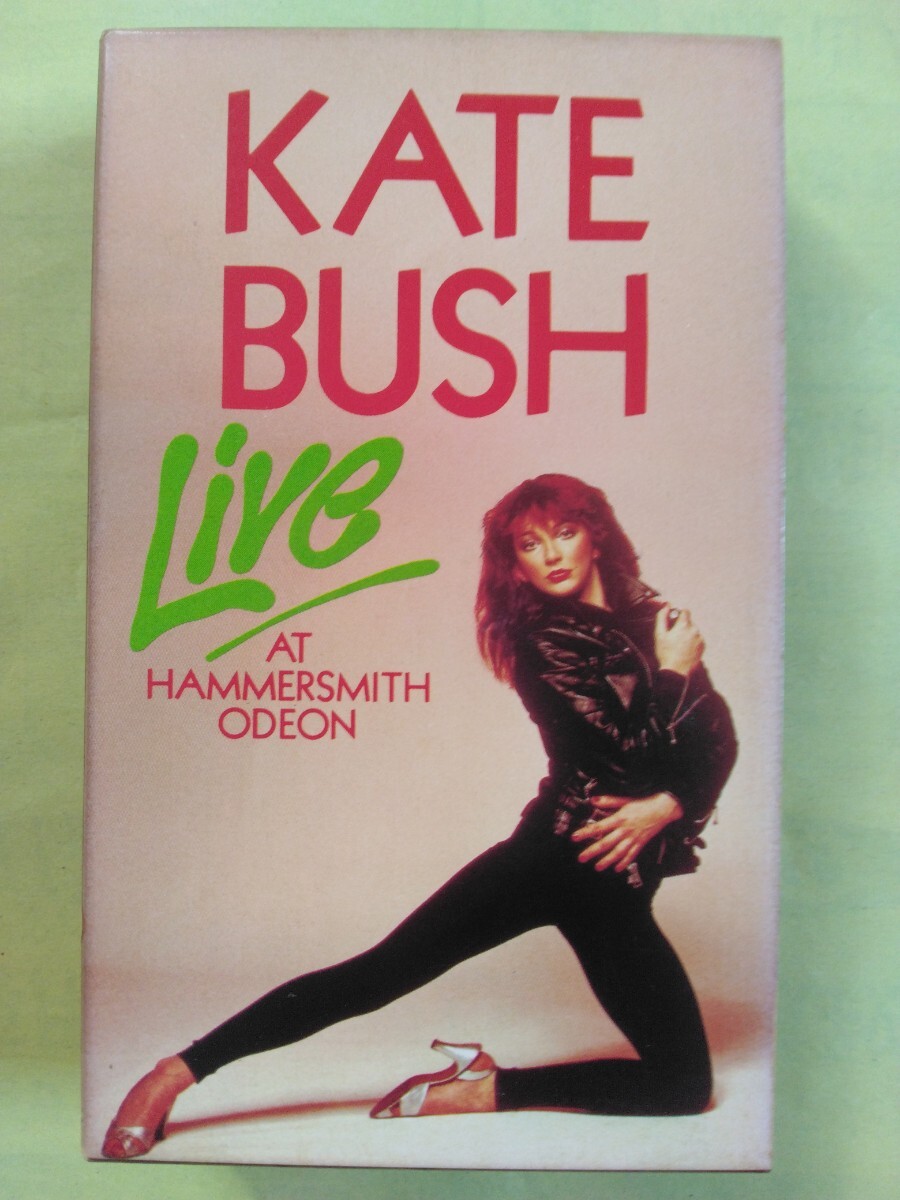 KATE
BUSH
Live
AT
HAMMERSMITH
ODEON